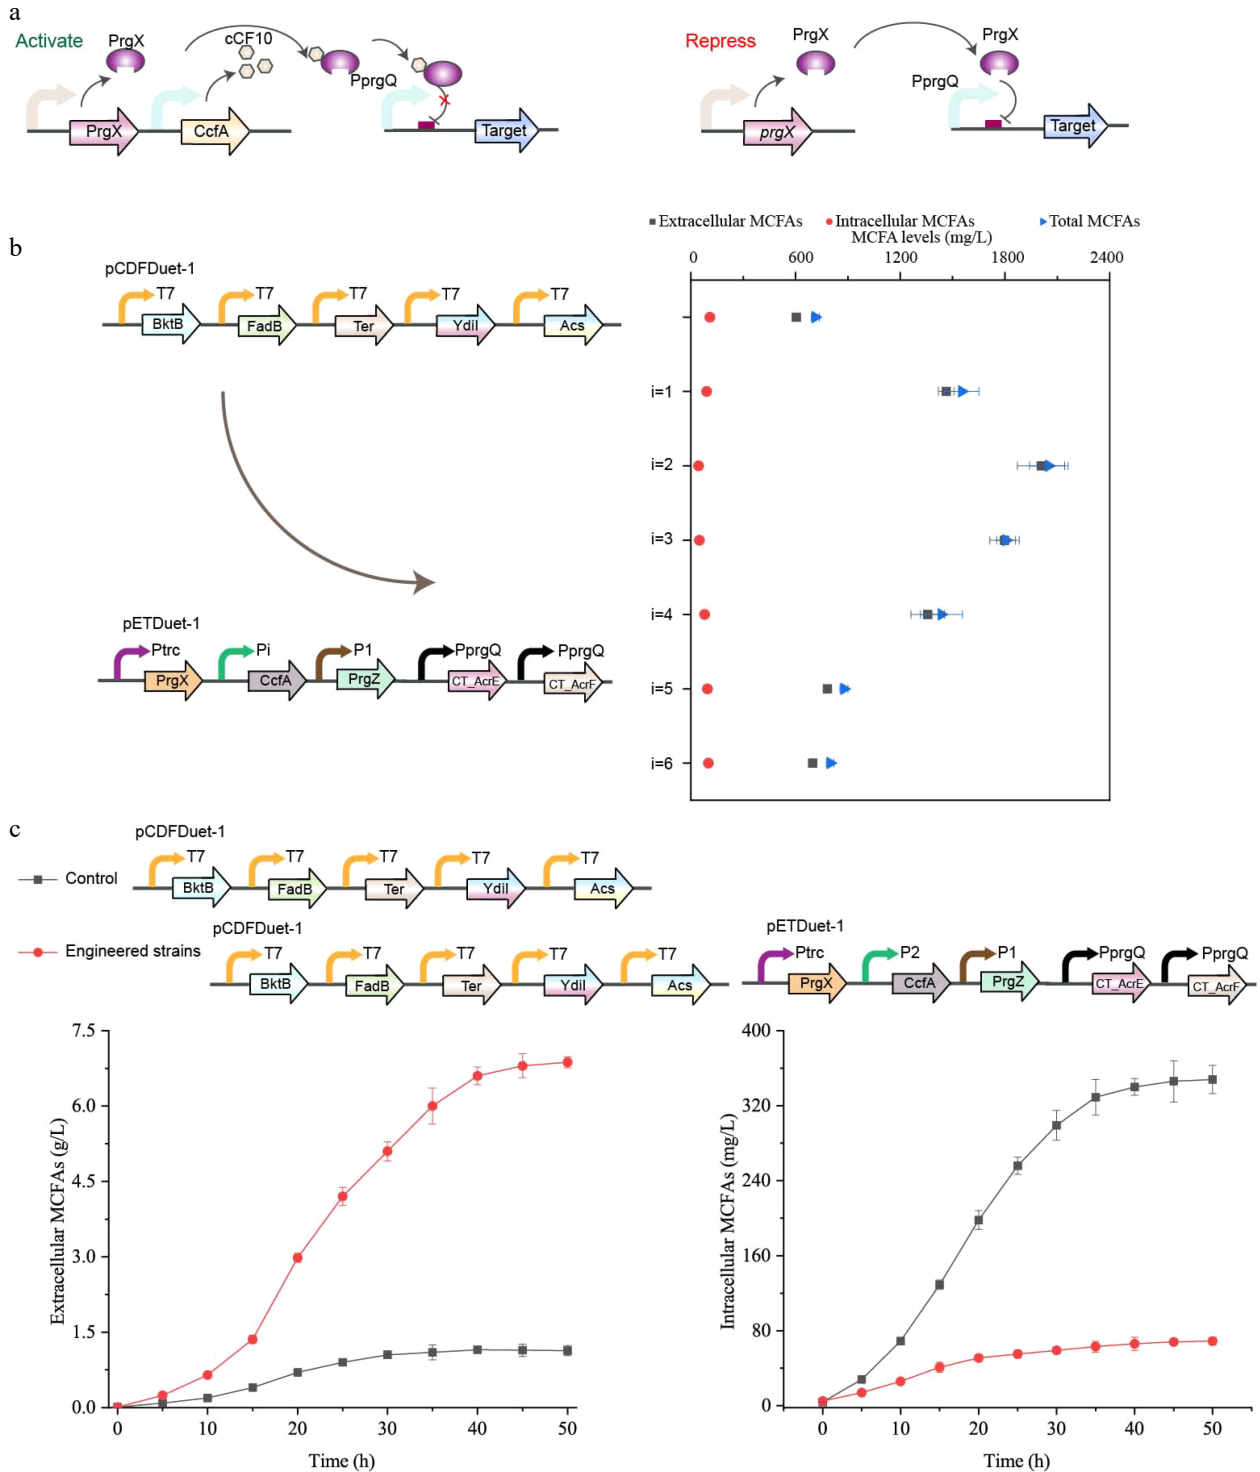 a
Activate
PrgX
cCF10
PprgQ
PrgX
CcfA
Target
Repress
PrgX
PrgX
PprgQ
prgX
Target
b
pCDFDuet-1
T7
T7
T7
T7
T7
BktB
FadB
Ter
YdiI
Acs
pETDuet-1
Ptrc
Pi
P1
PprgQ
PprgQ
PrgX
CcfA
PrgZ
CT_AcrE
CT_AcrF
Extracellular MCFAs
Intracellular MCFAs
Total MCFAs
MCFA levels (mg/L)
0
600
1200
1800
2400
i=1
i=2
i=3
i=4
i=5
i=6
c
pCDFDuet-1
Control
T7
T7
T7
T7
T7
BktB
FadB
Ter
YdiI
Acs
pCDFDuet-1
Engineered strains
T7
T7
T7
T7
T7
BktB
FadB
Ter
YdiI
Acs
pETDuet-1
Ptrc
P2
P1
PprgQ
PprgQ
PrgX
CcfA
PrgZ
CT_AcrE
CT_AcrF
Extracellular MCFAs (g/L)
7.5
6.0
4.5
3.0
1.5
0.0
0
10
20
30
40
50
Time (h)
Intracellular MCFAs (mg/L)
400
320
240
160
80
0
0
10
20
30
40
50
Time (h)